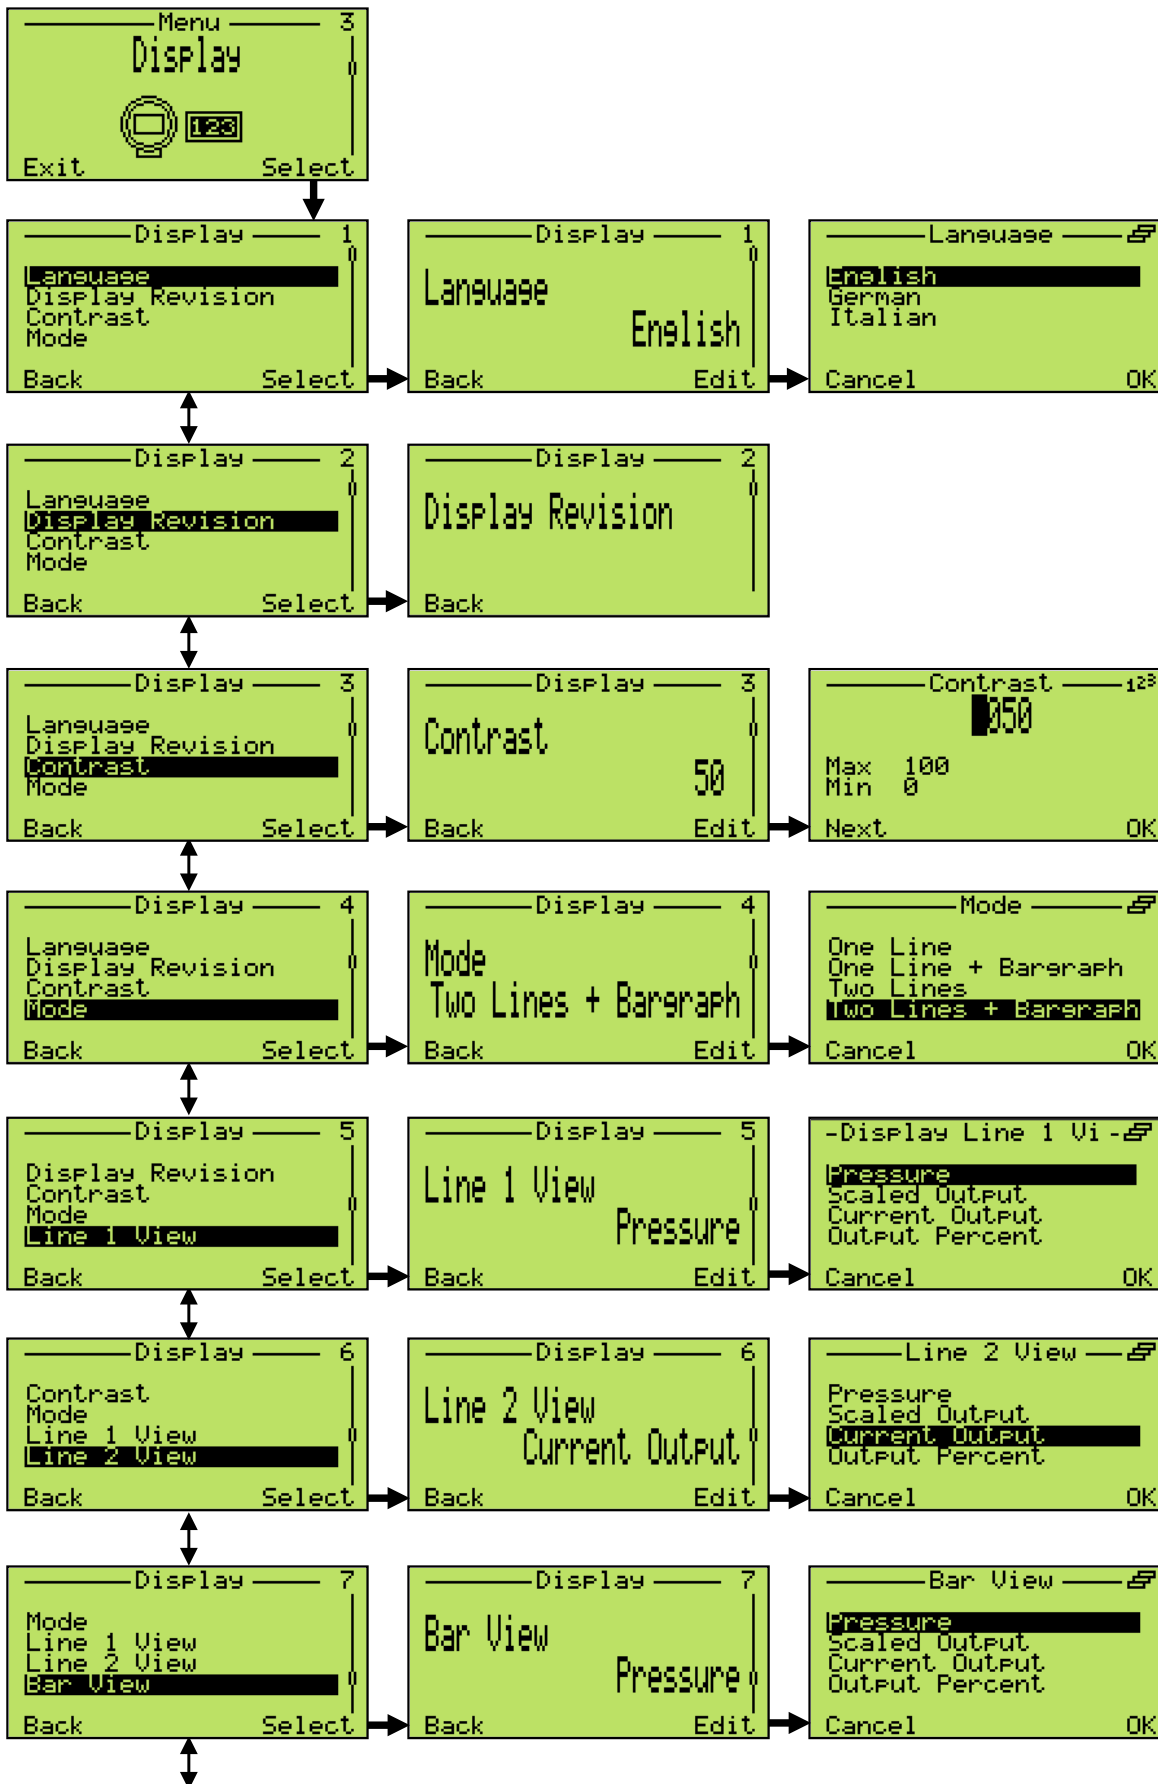 Menu 3
Display
123
Exit Select
Display 1
Language
Display Revision
Contrast
Mode
Back Select
Display 1
Language
English
Back Edit
Language
English
German
Italian
Cancel OK
Display 2
Language
Display Revision
Contrast
Mode
Back Select
Display 2
Display Revision
Back
Display 3
Language
Display Revision
Contrast
Mode
Back Select
Display 3
Contrast
50
Back Edit
Contrast 123
050
Max 100
Min 0
Next OK
Display 4
Language
Display Revision
Contrast
Mode
Back Select
Display 4
Mode
Two Lines + Bargraph
Back Edit
Mode
One Line
One Line + Bargraph
Two Lines
Two Lines + Bargraph
Cancel OK
Display 5
Display Revision
Contrast
Mode
Line 1 View
Back Select
Display 5
Line 1 View
Pressure
Back Edit
-Display Line 1 Vi-
Pressure
Scaled Output
Current Output
Output Percent
Cancel OK
Display 6
Contrast
Mode
Line 1 View
Line 2 View
Back Select
Display 6
Line 2 View
Current Output
Back Edit
Line 2 View
Pressure
Scaled Output
Current Output
Output Percent
Cancel OK
Display 7
Mode
Line 1 View
Line 2 View
Bar View
Back Select
Display 7
Bar View
Pressure
Back Edit
Bar View
Pressure
Scaled Output
Current Output
Output Percent
Cancel OK